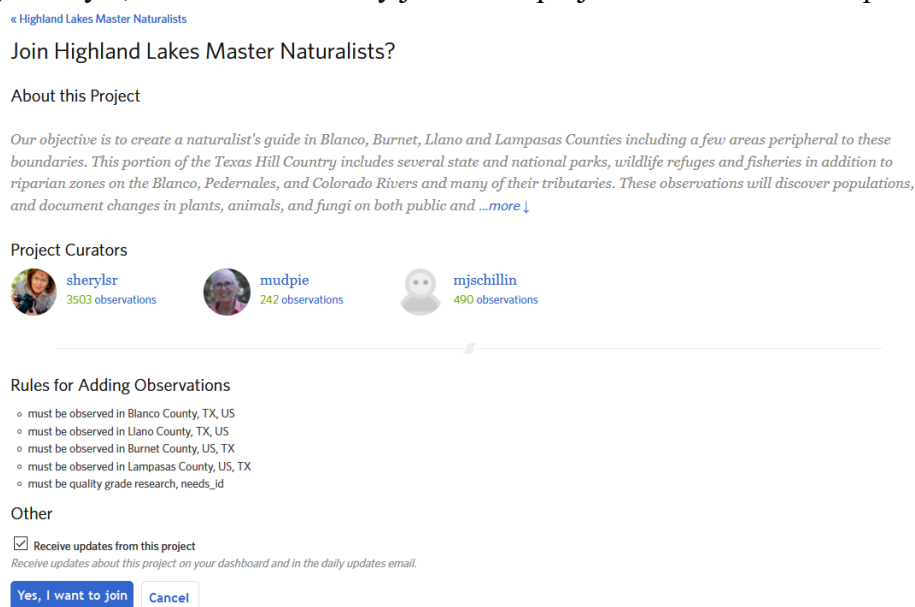 « Highland Lakes Master Naturalists
Join Highland Lakes Master Naturalists?
About this Project
Our objective is to create a naturalist's guide in Blanco, Burnet, Llano and Lampasas Counties including a few areas peripheral to these
boundaries. This portion of the Texas Hill Country includes several state and national parks, wildlife refuges and fisheries in addition to
riparian zones on the Blanco, Pedernales, and Colorado Rivers and many of their tributaries. These observations will discover populations,
and document changes in plants, animals, and fungi on both public and ...more ↓
Project Curators
sherylsr
3503 observations
mudpie
242 observations
mjschillin
490 observations
Rules for Adding Observations
must be observed in Blanco County, TX, US
must be observed in Llano County, TX, US
must be observed in Burnet County, US, TX
must be observed in Lampasas County, US, TX
must be quality grade research, needs_id
Other
Receive updates from this project
Receive updates about this project on your dashboard and in the daily updates email.
Yes, I want to join Cancel